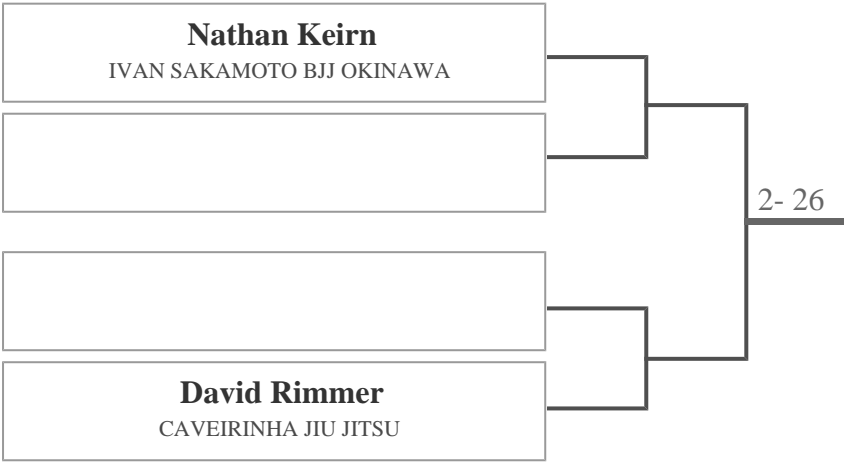 Nathan Keirn
IVAN SAKAMOTO BJJ OKINAWA
2- 26
David Rimmer
CAVEIRINHA JIU JITSU